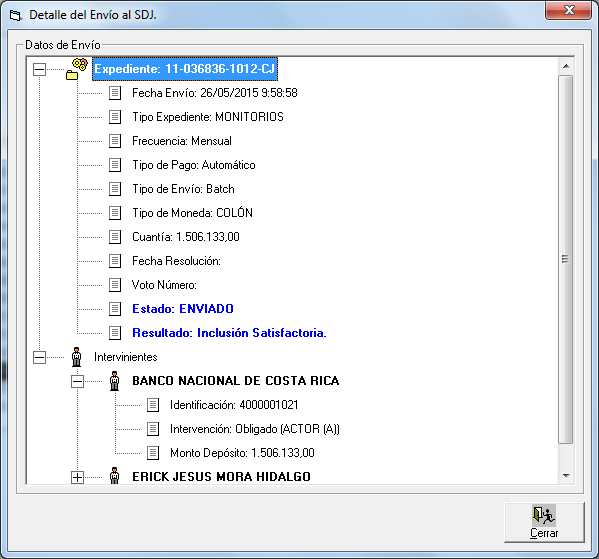 Detalle del Envío al SDJ.
Datos de Envío
Expediente: 11-036836-1012-CJ
Fecha Envío: 26/05/2015 9:58:58
Tipo Expediente: MONITORIOS
Frecuencia: Mensual
Tipo de Pago: Automático
Tipo de Envío: Batch
Tipo de Moneda: COLÓN
Cuantía: 1.506.133,00
Fecha Resolución:
Voto Número:
Estado: ENVIADO
Resultado: Inclusión Satisfactoria.
Intervinientes
BANCO NACIONAL DE COSTA RICA
Identificación: 4000001021
Intervención: Obligado (ACTOR (A))
Monto Depósito: 1.506.133,00
ERICK JESUS MORA HIDALGO
Cerrar